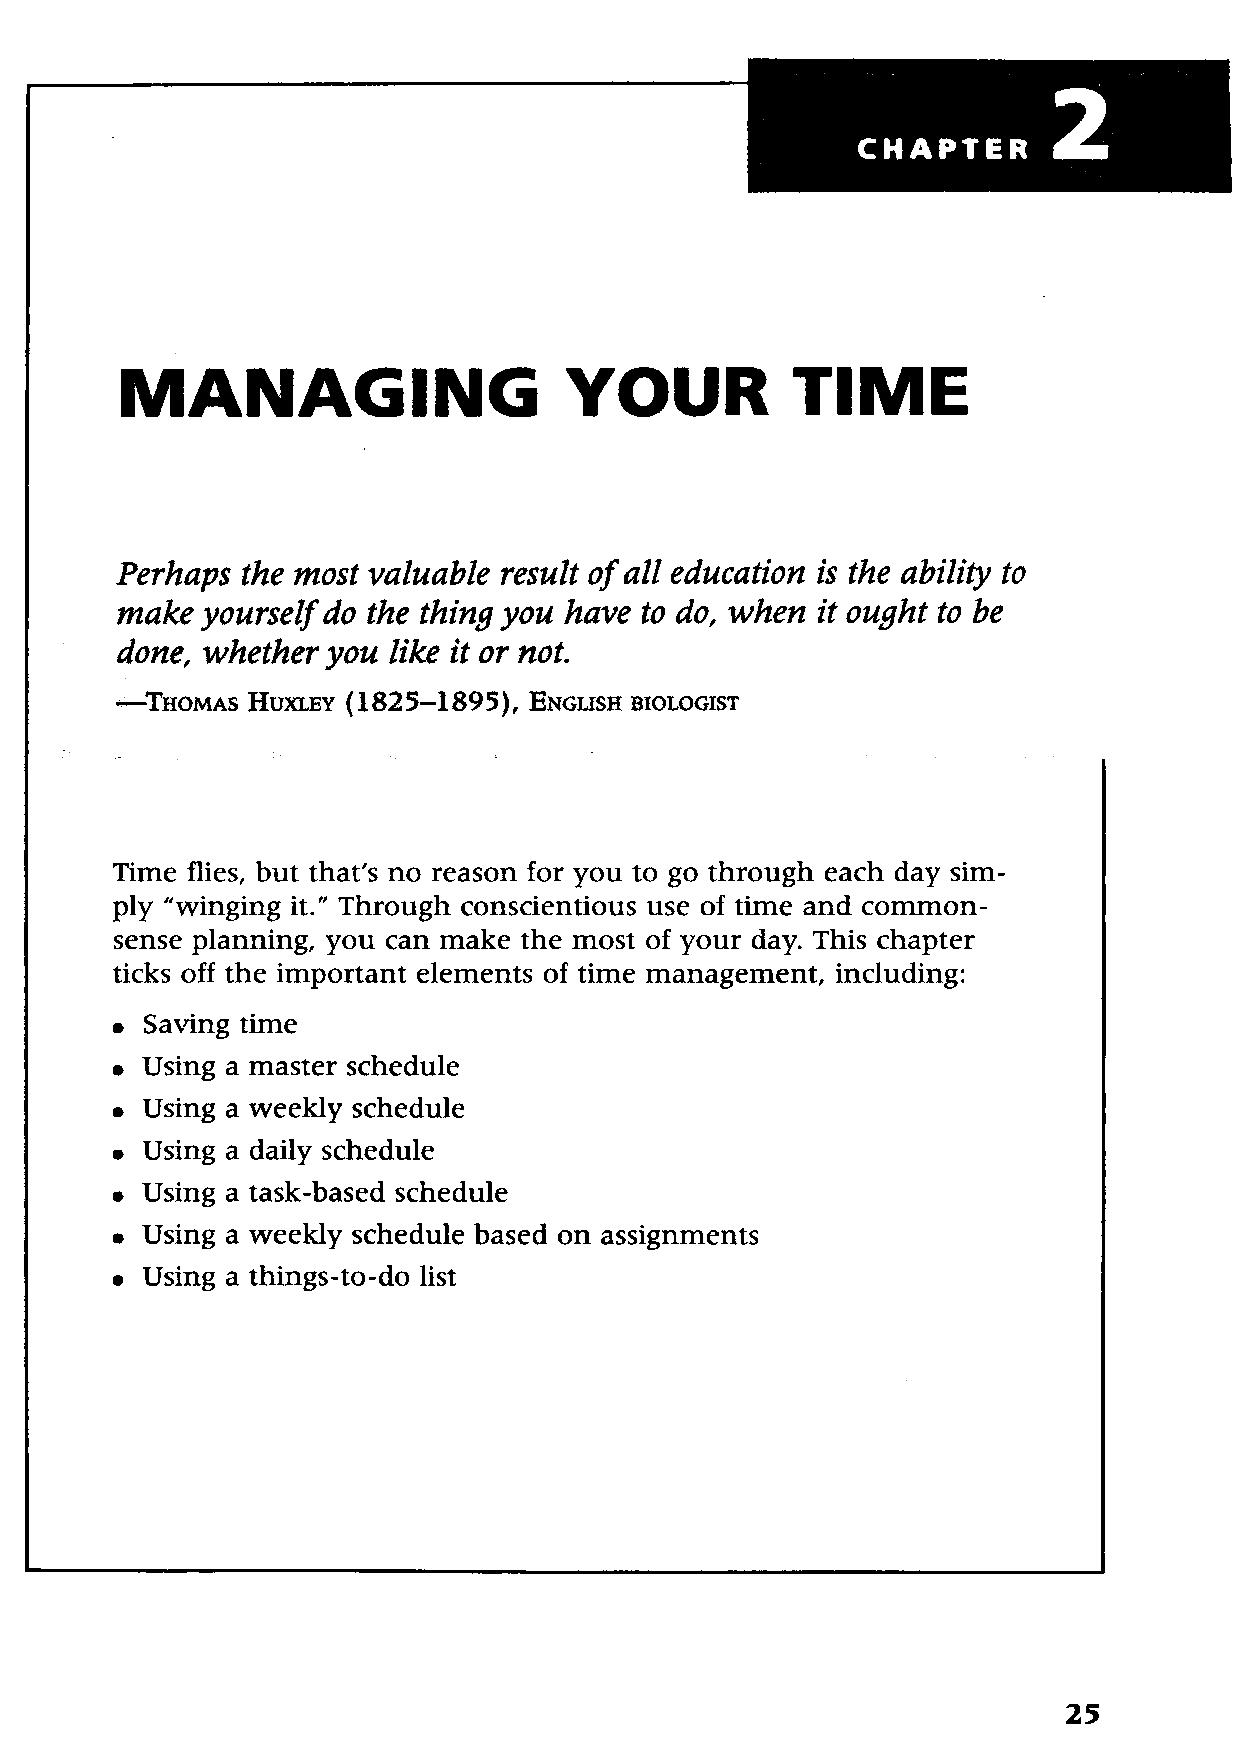 CHAPTER 2
MANAGING YOUR TIME
Perhaps the most valuable result of all education is the ability to
make yourself do the thing you have to do, when it ought to be
done, whether you like it or not.
—THOMAS HUXLEY (1825–1895), ENGLISH BIOLOGIST
Time flies, but that's no reason for you to go through each day sim-
ply "winging it." Through conscientious use of time and common-
sense planning, you can make the most of your day. This chapter
ticks off the important elements of time management, including:
• Saving time
• Using a master schedule
• Using a weekly schedule
• Using a daily schedule
• Using a task-based schedule
• Using a weekly schedule based on assignments
• Using a things-to-do list
25